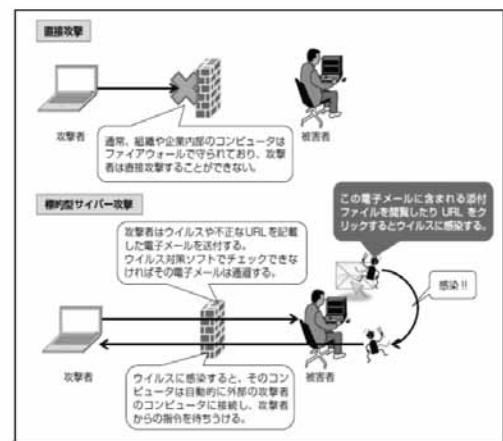 直接攻撃
攻撃者
通常、組織や企業内部のコンピュータは
ファイアウォールで守られており、攻撃
者は直接攻撃することができない。
被害者
標的型サイバー攻撃
攻撃者はウイルスや不正なURLを記載
した電子メールを送付する。
ウイルス対策ソフトでチェックできな
ければその電子メールは通過する。
この電子メールに含まれる添付
ファイルを閲覧したり URL をク
リックするとウイルスに感染する。
感染!!
攻撃者
被害者
ウイルスに感染すると、そのコン
ピュータは自動的に外部の攻撃者
のコンピュータに接続し、攻撃者
からの指令を待ちうける。